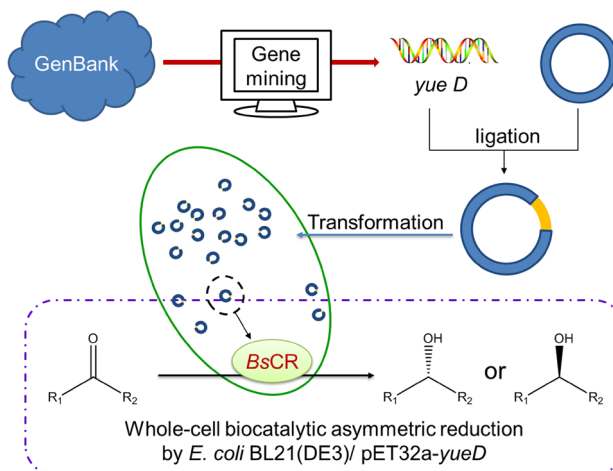 GenBank
Gene
mining
yue D
ligation
Transformation
BsCR
O
R1
R2
OH
R1
R2
or
OH
R1
R2
Whole-cell biocatalytic asymmetric reduction
by E. coli BL21(DE3)/ pET32a-yueD